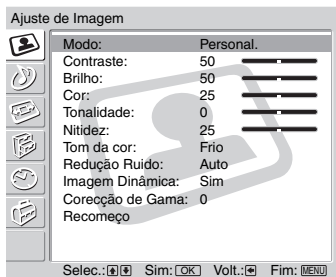 Ajuste de Imagem
Modo: Personal.
Contraste: 50
Brilho: 50
Cor: 25
Tonalidade: 0
Nitidez: 25
Tom da cor: Frio
Redução Ruido: Auto
Imagem Dinâmica: Sim
Corecção de Gama: 0
Recomeço
Selec.: Sim: OK Volt.: Fim: MENU